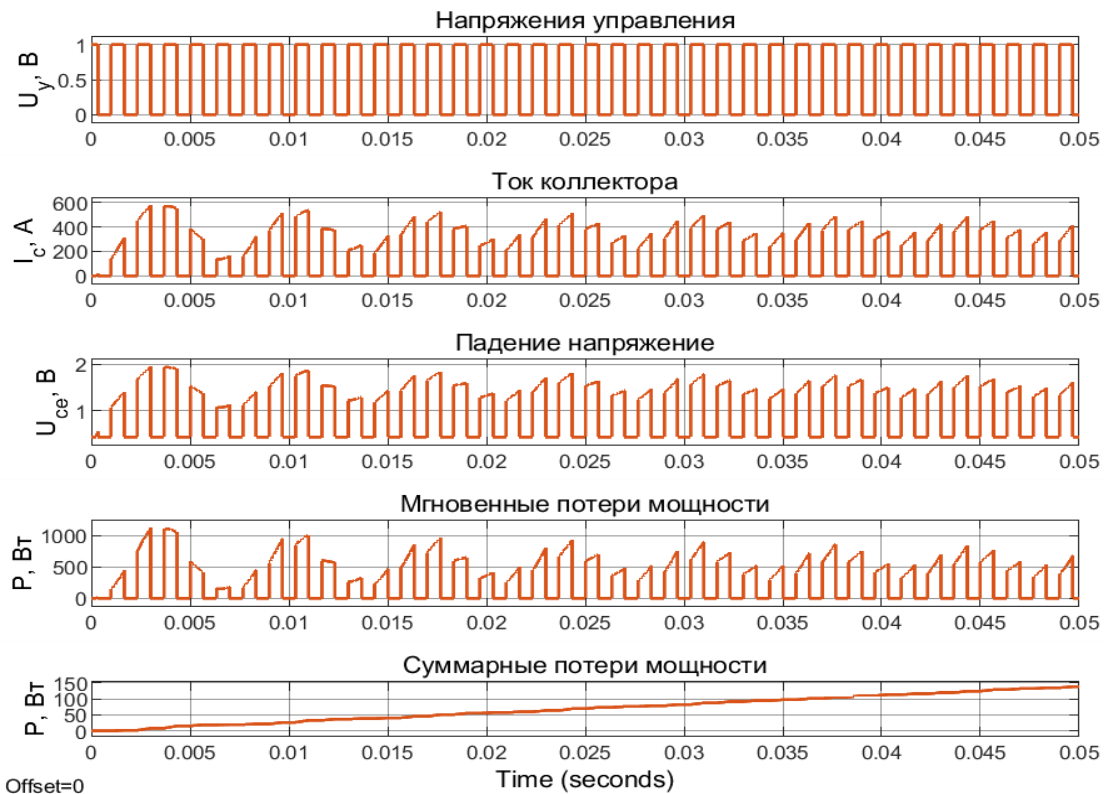 Напряжения управления
U_y, В
1
0.5
0
0 0.005 0.01 0.015 0.02 0.025 0.03 0.035 0.04 0.045 0.05
Ток коллектора
I_c, А
600
400
200
0
0 0.005 0.01 0.015 0.02 0.025 0.03 0.035 0.04 0.045 0.05
Падение напряжение
U_ce, В
2
1
0 0.005 0.01 0.015 0.02 0.025 0.03 0.035 0.04 0.045 0.05
Мгновенные потери мощности
P, Вт
1000
500
0
0 0.005 0.01 0.015 0.02 0.025 0.03 0.035 0.04 0.045 0.05
Суммарные потери мощности
P, Вт
150
100
50
0
0 0.005 0.01 0.015 0.02 0.025 0.03 0.035 0.04 0.045 0.05
Time (seconds)
Offset=0